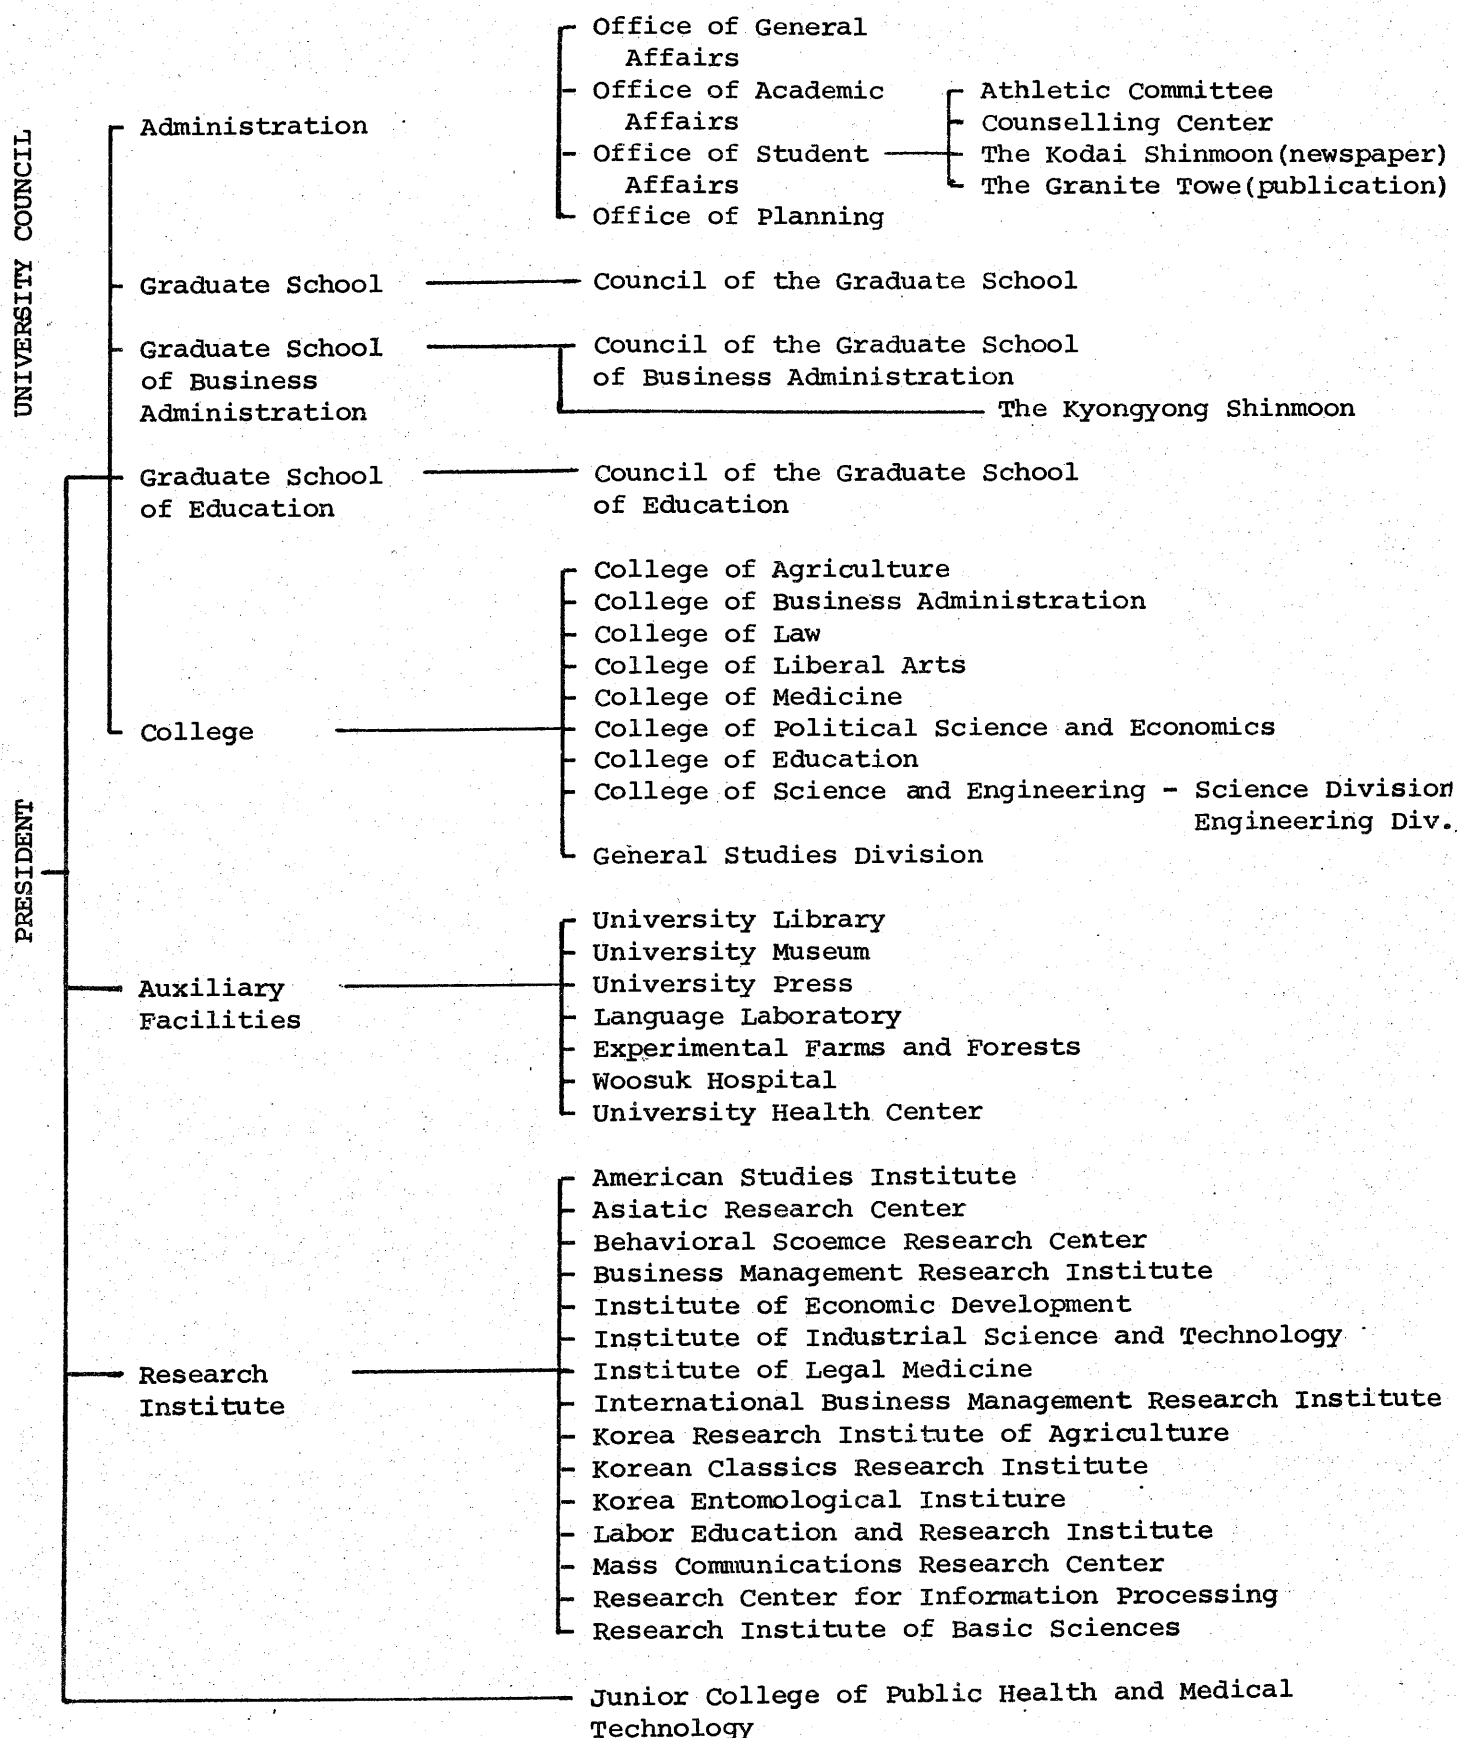 UNIVERSITY COUNCIL
PRESIDENT
Administration
Office of General
Affairs
Office of Academic
Affairs
Office of Student
Affairs
Office of Planning
Athletic Committee
Counselling Center
The Kodai Shinmoon(newspaper)
The Granite Towe(publication)
Graduate School
Council of the Graduate School
Graduate School
of Business
Administration
Council of the Graduate School
of Business Administration
The Kyongyong Shinmoon
Graduate School
of Education
Council of the Graduate School
of Education
College
College of Agriculture
College of Business Administration
College of Law
College of Liberal Arts
College of Medicine
College of Political Science and Economics
College of Education
College of Science and Engineering - Science Division
Engineering Div.
General Studies Division
Auxiliary
Facilities
University Library
University Museum
University Press
Language Laboratory
Experimental Farms and Forests
Woosuk Hospital
University Health Center
Research
Institute
American Studies Institute
Asiatic Research Center
Behavioral Scoemce Research Center
Business Management Research Institute
Institute of Economic Development
Institute of Industrial Science and Technology
Institute of Legal Medicine
International Business Management Research Institute
Korea Research Institute of Agriculture
Korean Classics Research Institute
Korea Entomological Institure
Labor Education and Research Institute
Mass Communications Research Center
Research Center for Information Processing
Research Institute of Basic Sciences
Junior College of Public Health and Medical
Technology